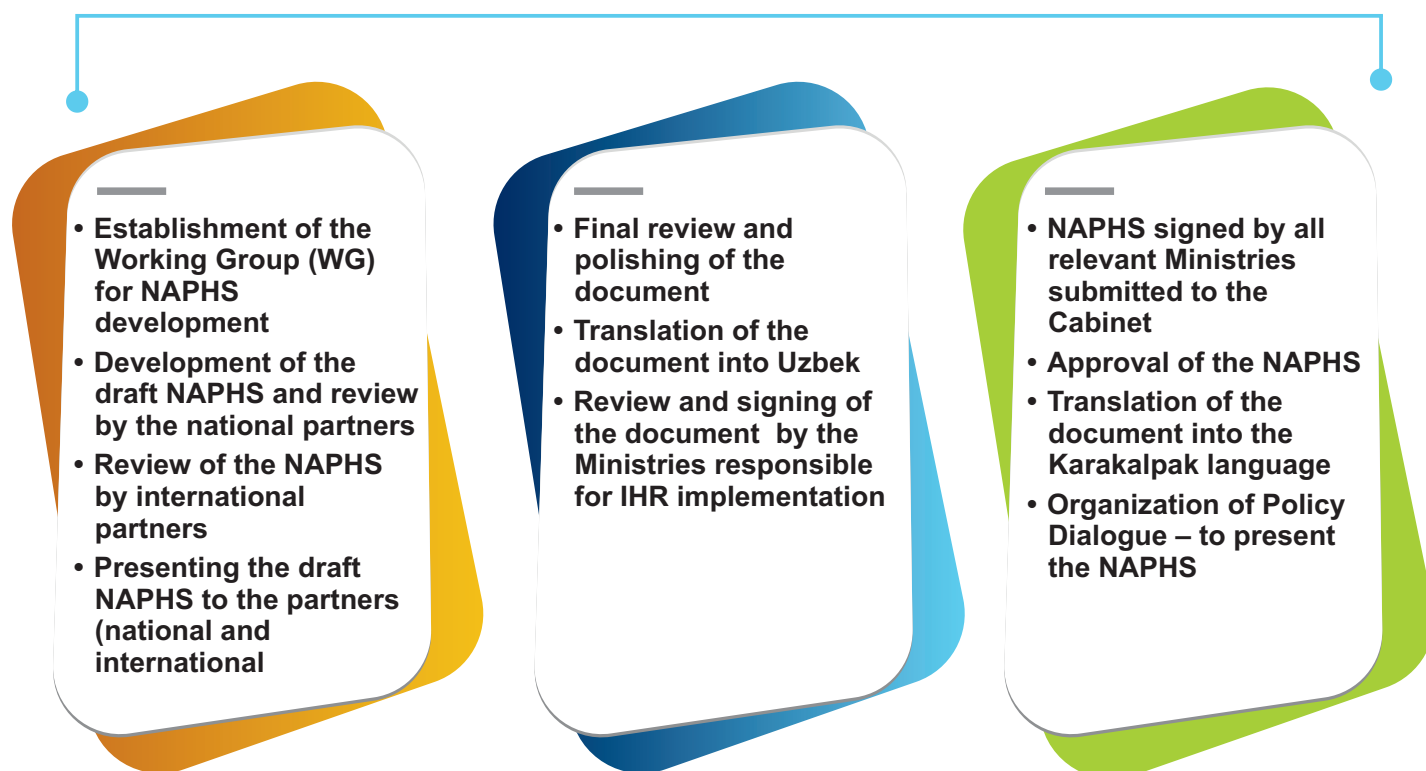 • Establishment of the
Working Group (WG)
for NAPHS
development
• Development of the
draft NAPHS and review
by the national partners
• Review of the NAPHS
by international
partners
• Presenting the draft
NAPHS to the partners
(national and
international
• Final review and
polishing of the
document
• Translation of the
document into Uzbek
• Review and signing of
the document by the
Ministries responsible
for IHR implementation
• NAPHS signed by all
relevant Ministries
submitted to the
Cabinet
• Approval of the NAPHS
• Translation of the
document into the
Karakalpak language
• Organization of Policy
Dialogue – to present
the NAPHS